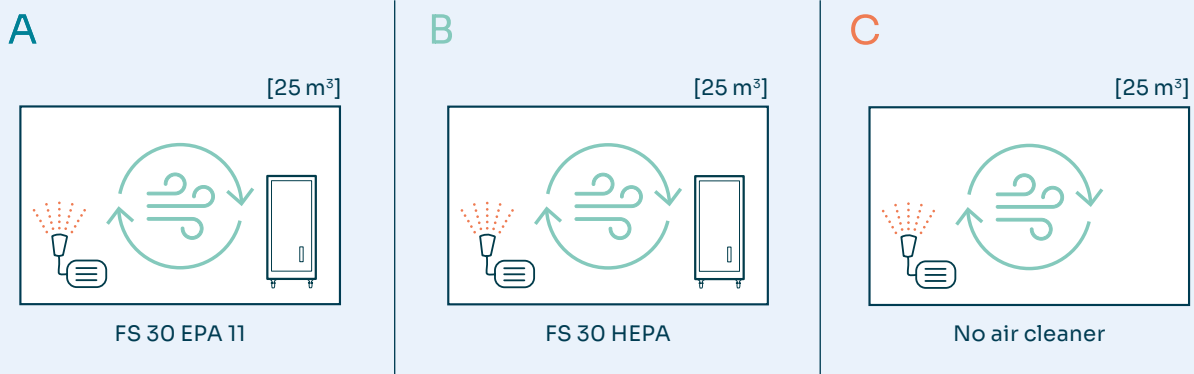 A
[25 m³]
FS 30 EPA 11
B
[25 m³]
FS 30 HEPA
C
[25 m³]
No air cleaner